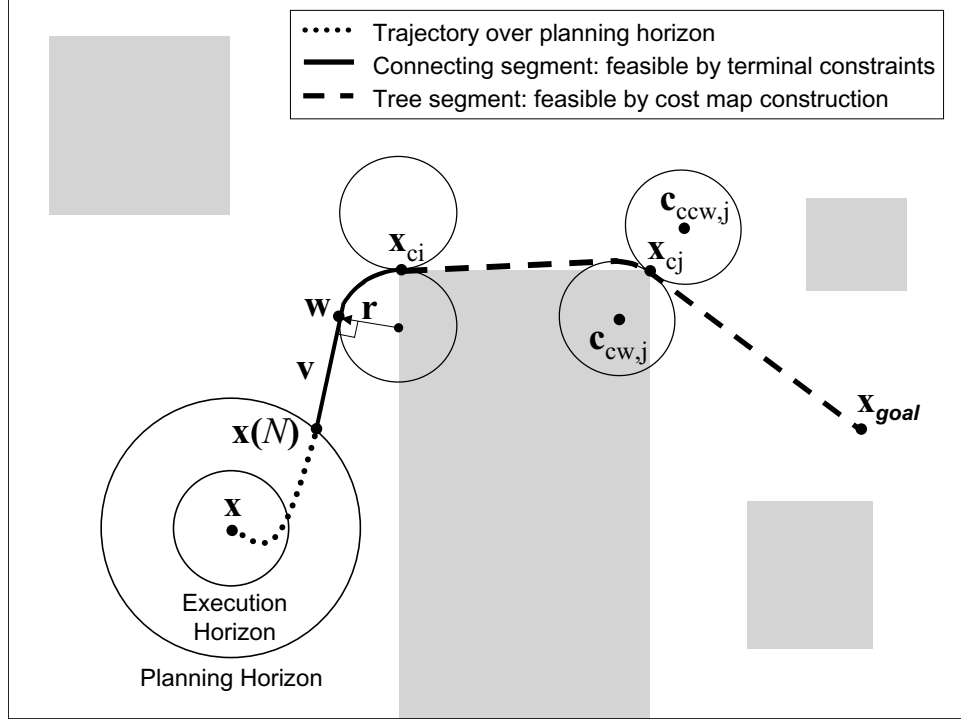 Trajectory over planning horizon
Connecting segment: feasible by terminal constraints
Tree segment: feasible by cost map construction
c_ccw,j
x_ci
x_cj
w
r
c_cw,j
v
x_goal
x(N)
x
Execution
Horizon
Planning Horizon